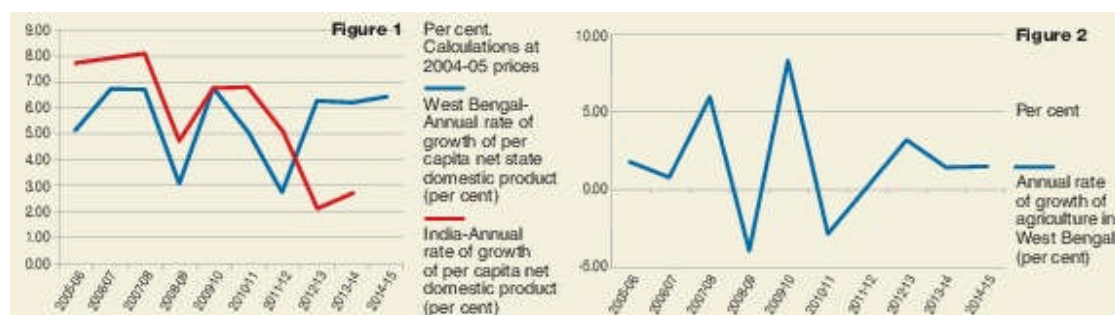 Figure 1
9.00
8.00
7.00
6.00
5.00
4.00
3.00
2.00
1.00
0.00
2005-06
2006-07
2007-08
2008-09
2009-10
2010-11
2011-12
2012-13
2013-14
2014-15
Per cent.
Calculations at
2004-05 prices
West Bengal-
Annual rate of
growth of per
capita net state
domestic product
(per cent)
India-Annual
rate of growth
of per capita net
domestic product
(per cent)
Figure 2
10.00
5.00
0.00
-5.00
2005-06
2006-07
2007-08
2008-09
2009-10
2010-11
2011-12
2012-13
2013-14
2014-15
Per cent
Annual rate
of growth of
agriculture in
West Bengal
(per cent)